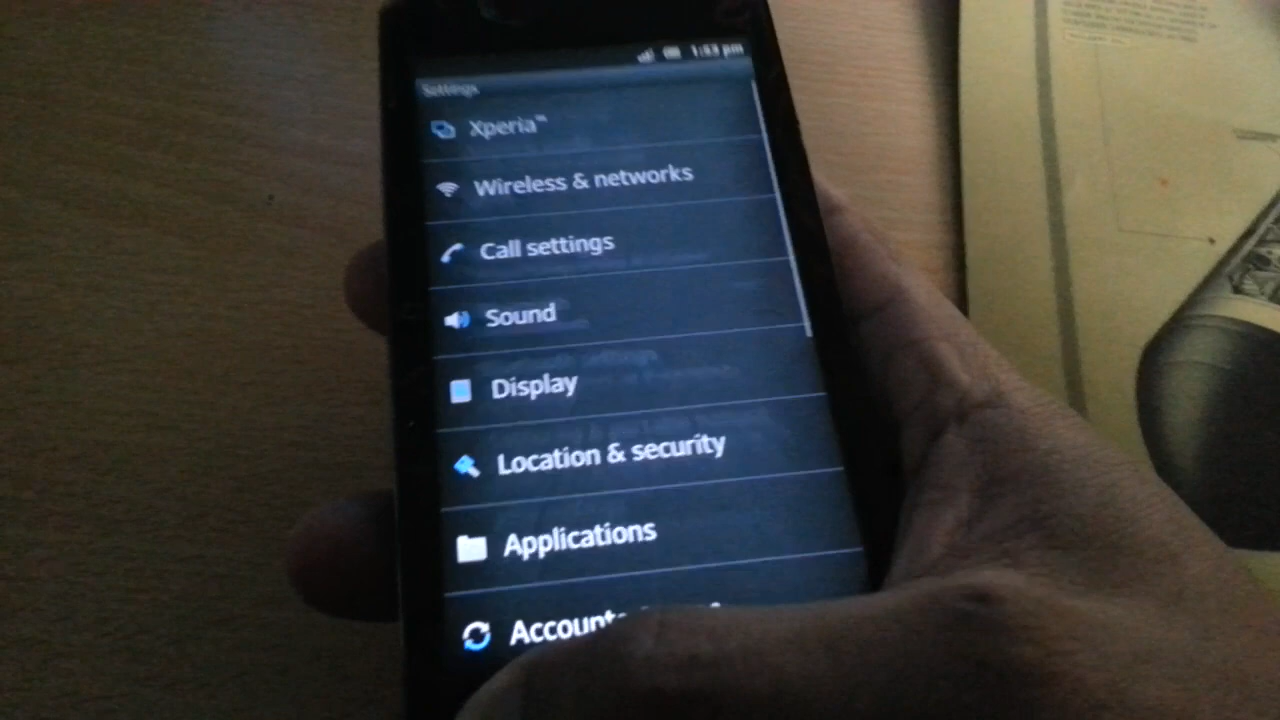 1:53 pm
Settings
Xperia™
Wireless & networks
Call settings
Sound
Display
Location & security
Applications